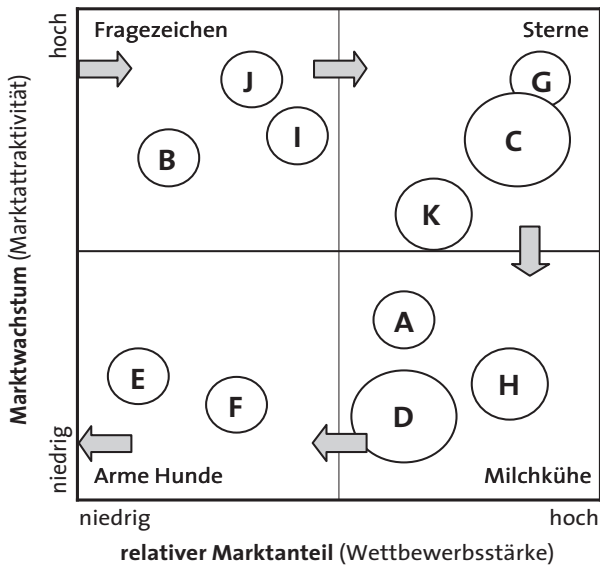 hoch
Fragezeichen
Sterne
J
G
I
C
B
K
Marktwachstum (Marktattraktivität)
A
E
F
D
H
niedrig
Arme Hunde
Milchkühe
niedrig
hoch
relativer Marktanteil (Wettbewerbsstärke)